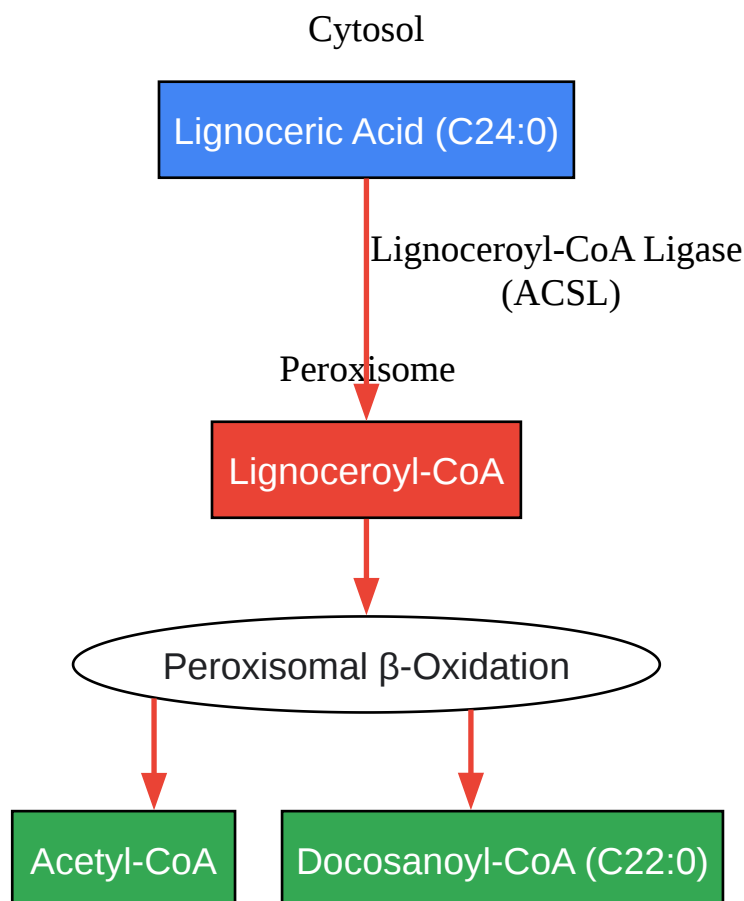 Cytosol
Lignoceric Acid (C24:0)
Lignoceroyl-CoA Ligase
(ACSL)
Peroxisome
Lignoceroyl-CoA
Peroxisomal β-Oxidation
Acetyl-CoA
Docosanoyl-CoA (C22:0)